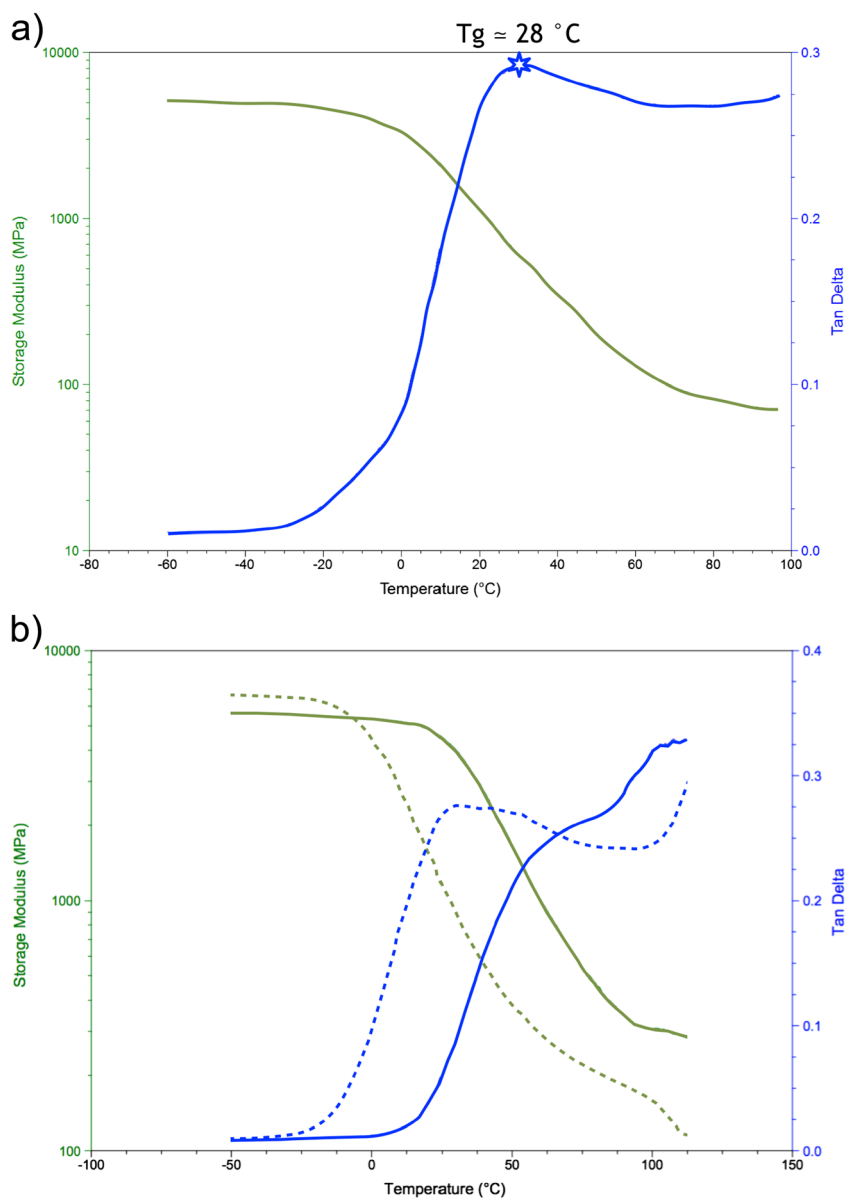 a)
Tg ≃ 28 °C
10000
1000
100
10
Storage Modulus (MPa)
0.3
0.2
0.1
0.0
Tan Delta
-80 -60 -40 -20 0 20 40 60 80 100
Temperature (°C)
b)
10000
1000
100
Storage Modulus (MPa)
0.4
0.3
0.2
0.1
0.0
Tan Delta
-100 -50 0 50 100 150
Temperature (°C)